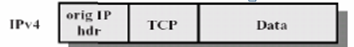 IPv4
orig IP
hdr
TCP
Data